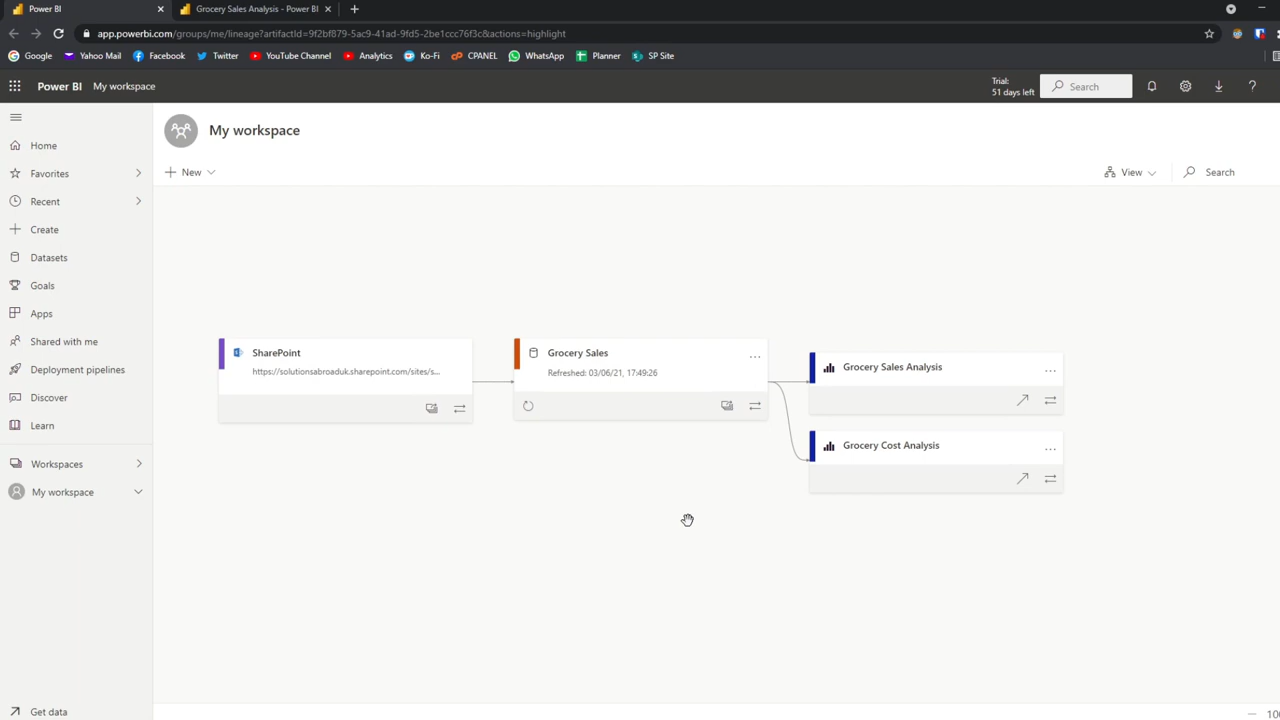 Power BI
Grocery Sales Analysis - Power BI
app.powerbi.com/groups/me/lineage?artifactId=9f2bf879-5ac9-41ad-9fd5-2be1ccc76f3c&actions=highlight
Google Yahoo Mail Facebook Twitter YouTube Channel Analytics Ko-Fi CPANEL WhatsApp Planner SP Site
Power BI My workspace
Trial:
51 days left
Search
?
My workspace
New
View
Search
Home
Favorites
Recent
Create
Datasets
Goals
Apps
Shared with me
Deployment pipelines
Discover
Learn
Workspaces
My workspace
Get data
SharePoint
https://solutionsabroaduk.sharepoint.com/sites/s...
Grocery Sales
...
Refreshed: 03/06/21, 17:49:26
Grocery Sales Analysis
...
Grocery Cost Analysis
...
100